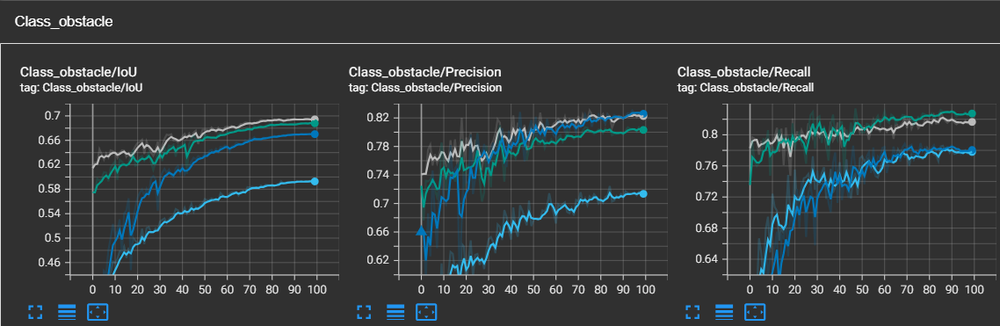 Class_obstacle
Class_obstacle/IoU
tag: Class_obstacle/IoU
0.7
0.66
0.62
0.58
0.54
0.5
0.46
0 10 20 30 40 50 60 70 80 90 100
Class_obstacle/Precision
tag: Class_obstacle/Precision
0.82
0.78
0.74
0.7
0.66
0.62
0 10 20 30 40 50 60 70 80 90 100
Class_obstacle/Recall
tag: Class_obstacle/Recall
0.8
0.76
0.72
0.68
0.64
0 10 20 30 40 50 60 70 80 90 100